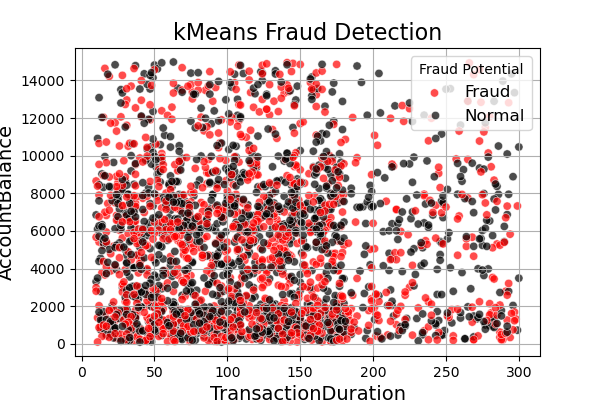 kMeans Fraud Detection
Fraud Potential
Fraud
Normal
AccountBalance
14000
12000
10000
8000
6000
4000
2000
0
0 50 100 150 200 250 300
TransactionDuration